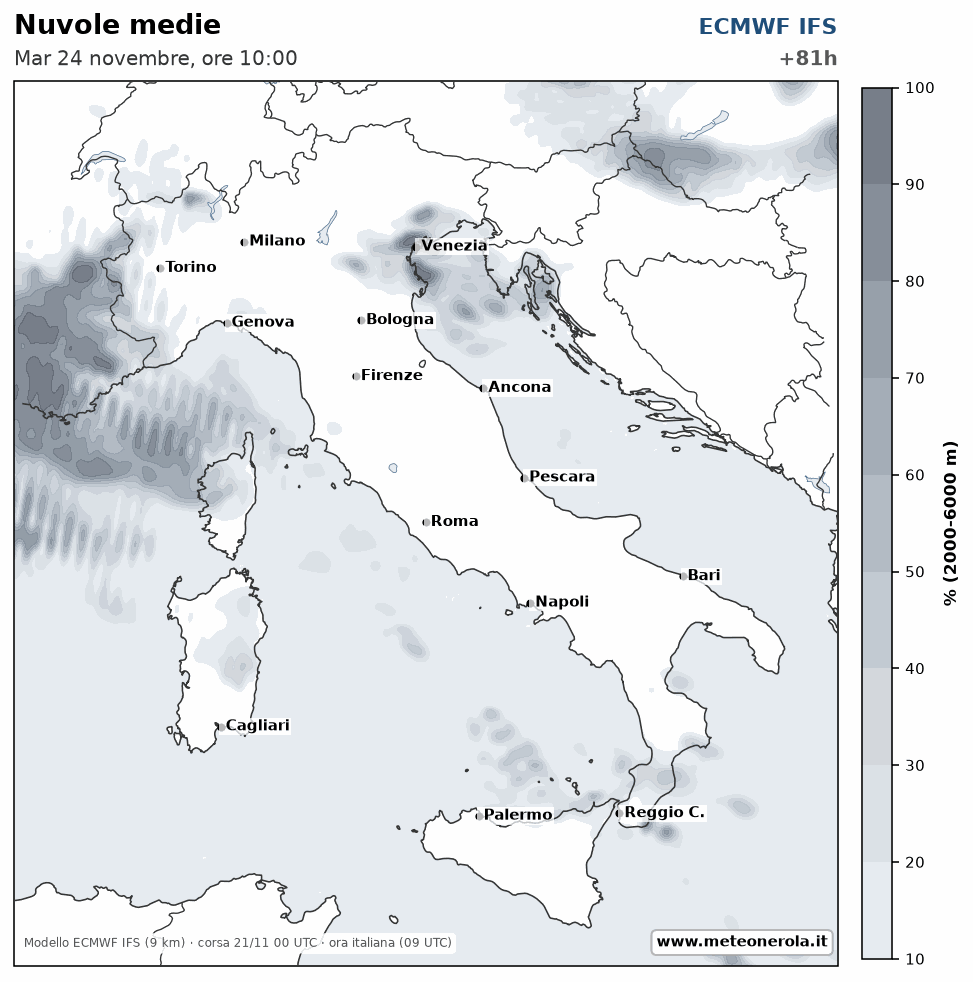 Nuvole medie
ECMWF IFS
Mar 24 novembre, ore 10:00
+81h
Milano
Venezia
Torino
Genova
Bologna
Firenze
Ancona
Pescara
Roma
Bari
Napoli
Cagliari
Palermo
Reggio C.
100
90
80
70
60
50
40
30
20
10
% (2000-6000 m)
Modello ECMWF IFS (9 km) · corsa 21/11 00 UTC · ora italiana (09 UTC)
www.meteonerola.it